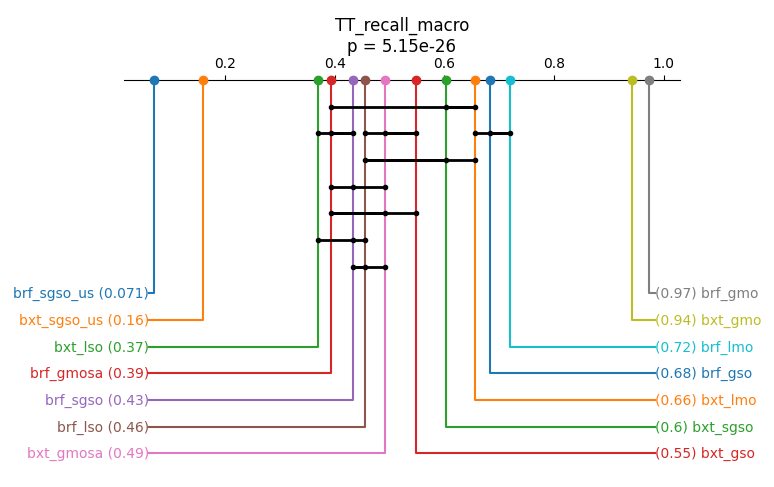 TT_recall_macro
p = 5.15e-26
0.2 0.4 0.6 0.8 1.0
brf_sgso_us (0.071) (0.97) brf_gmo
bxt_sgso_us (0.16) (0.94) bxt_gmo
bxt_lso (0.37) (0.72) brf_lmo
brf_gmosa (0.39) (0.68) brf_gso
brf_sgso (0.43) (0.66) bxt_lmo
brf_lso (0.46) (0.6) bxt_sgso
bxt_gmosa (0.49) (0.55) bxt_gso